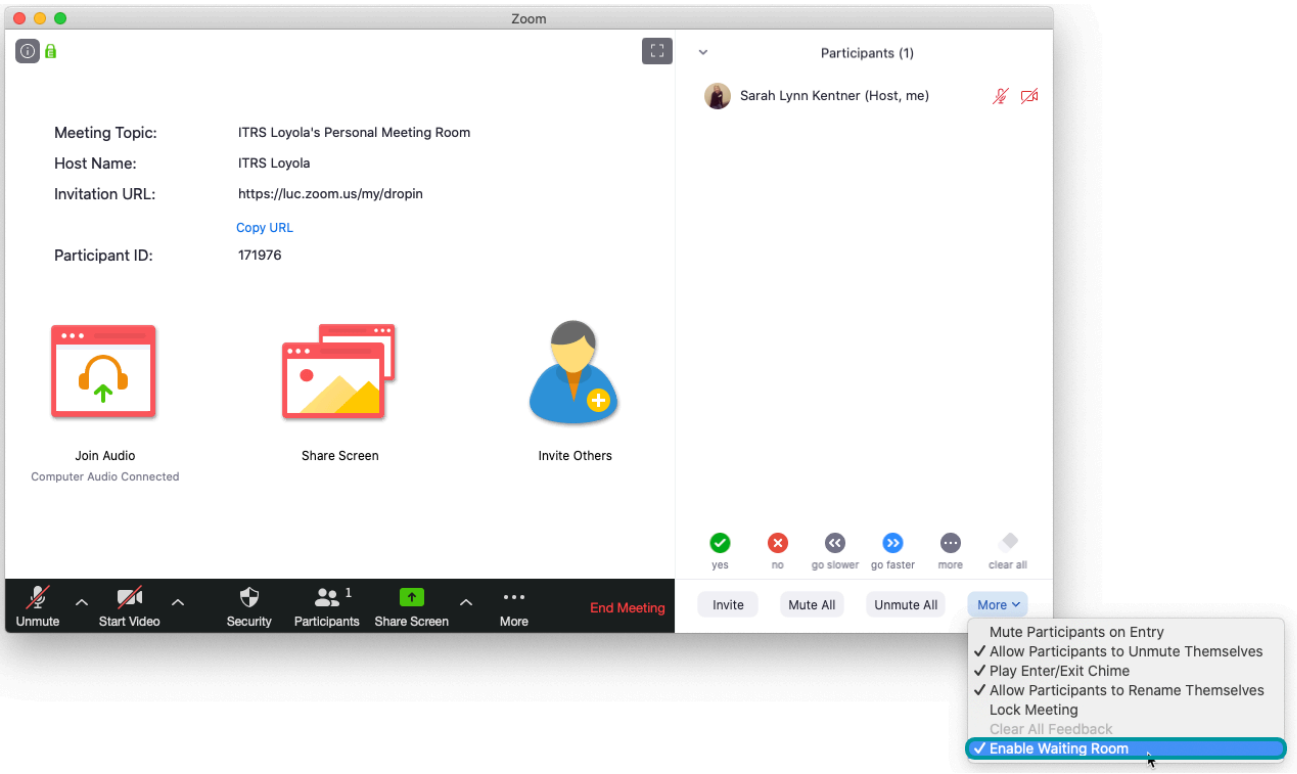 Zoom
Participants (1)
Sarah Lynn Kentner (Host, me)
Meeting Topic: ITRS Loyola's Personal Meeting Room
Host Name: ITRS Loyola
Invitation URL: https://luc.zoom.us/my/dropin
Copy URL
Participant ID: 171976
Join Audio
Computer Audio Connected
Share Screen
Invite Others
yes no go slower go faster more clear all
Unmute Start Video Security Participants 1 Share Screen More End Meeting
Invite Mute All Unmute All More
Mute Participants on Entry
✓ Allow Participants to Unmute Themselves
✓ Play Enter/Exit Chime
✓ Allow Participants to Rename Themselves
Lock Meeting
Clear All Feedback
✓ Enable Waiting Room